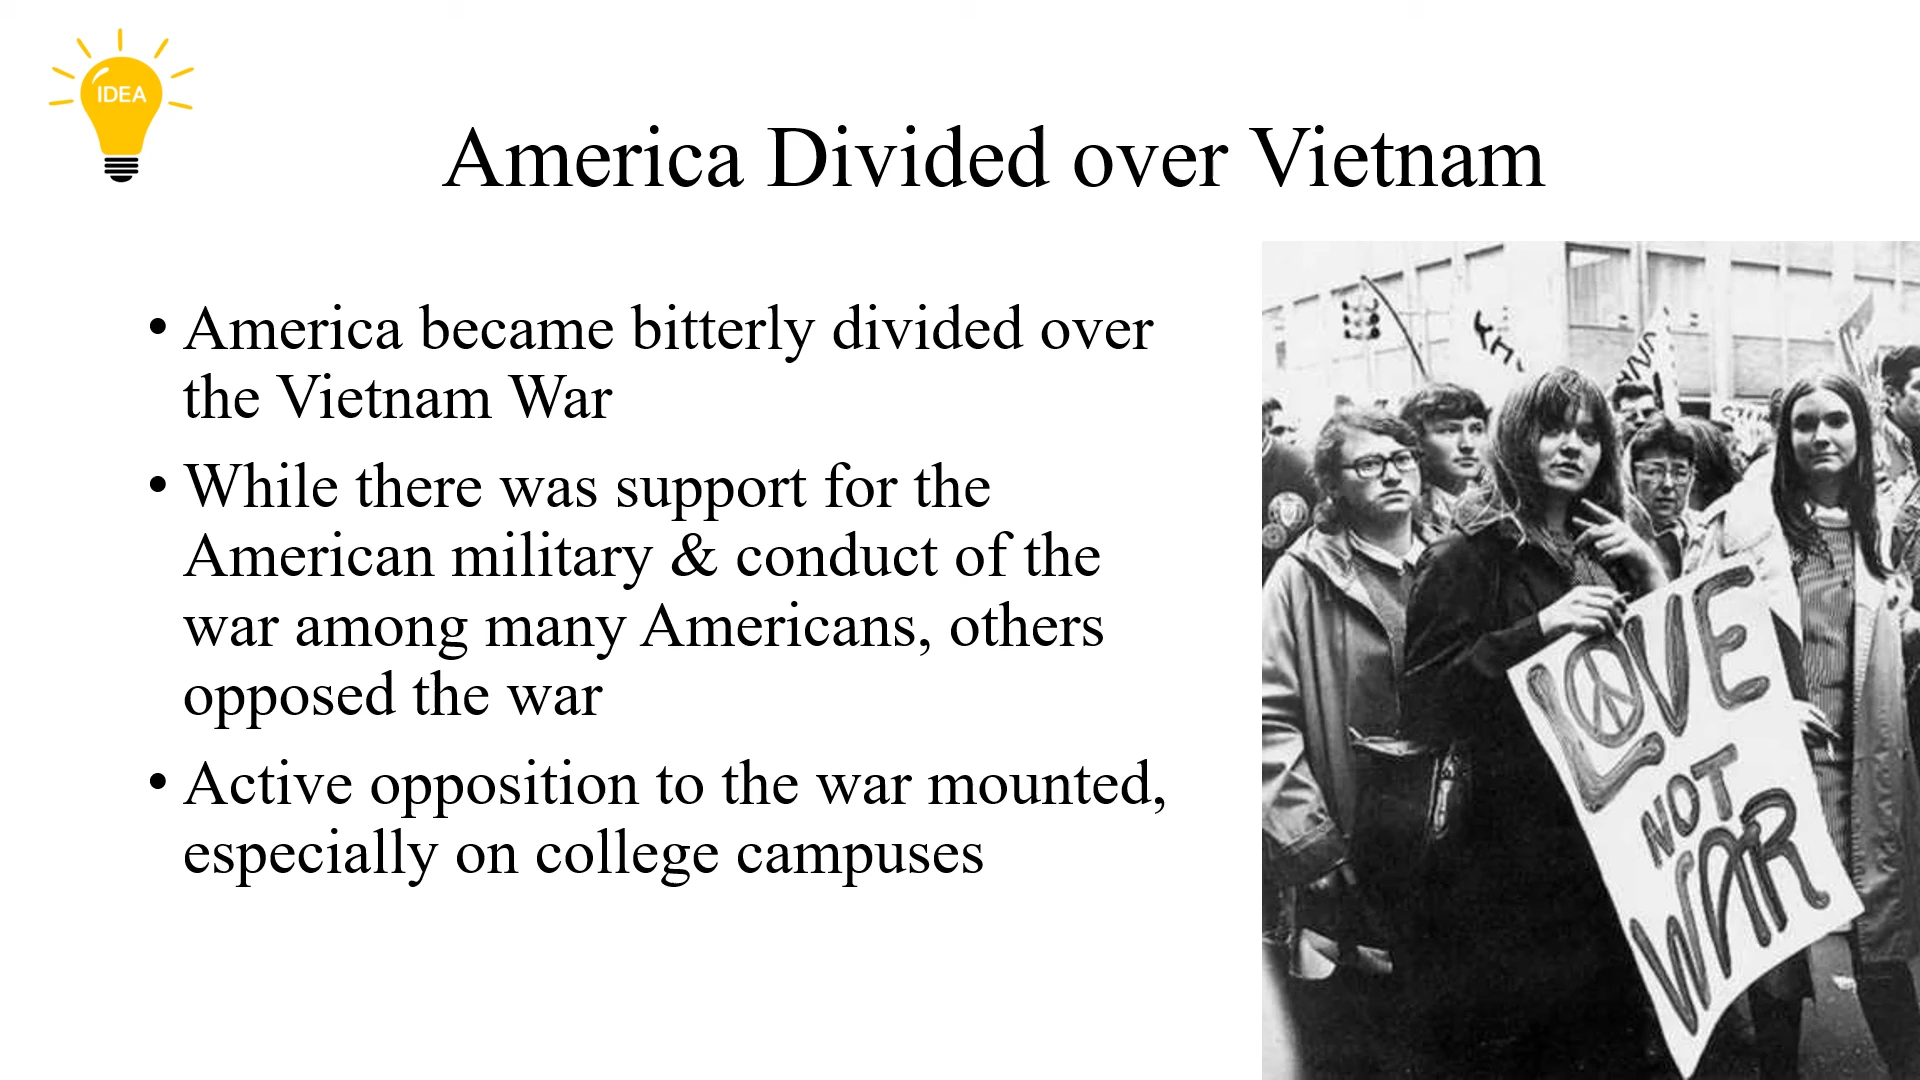 IDEA
America Divided over Vietnam
• America became bitterly divided over
the Vietnam War
• While there was support for the
American military & conduct of the
war among many Americans, others
opposed the war
• Active opposition to the war mounted,
especially on college campuses
LOVE
NOT
WAR